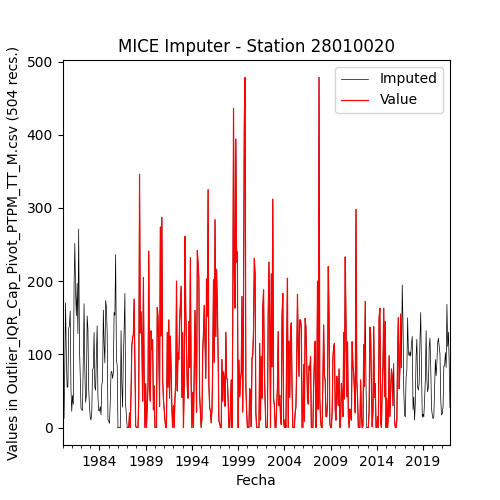 MICE Imputer - Station 28010020
Values in Outlier_IQR_Cap_Pivot_PTPM_TT_M.csv (504 recs.)
500
400
300
200
100
0
Imputed
Value
1984 1989 1994 1999 2004 2009 2014 2019
Fecha